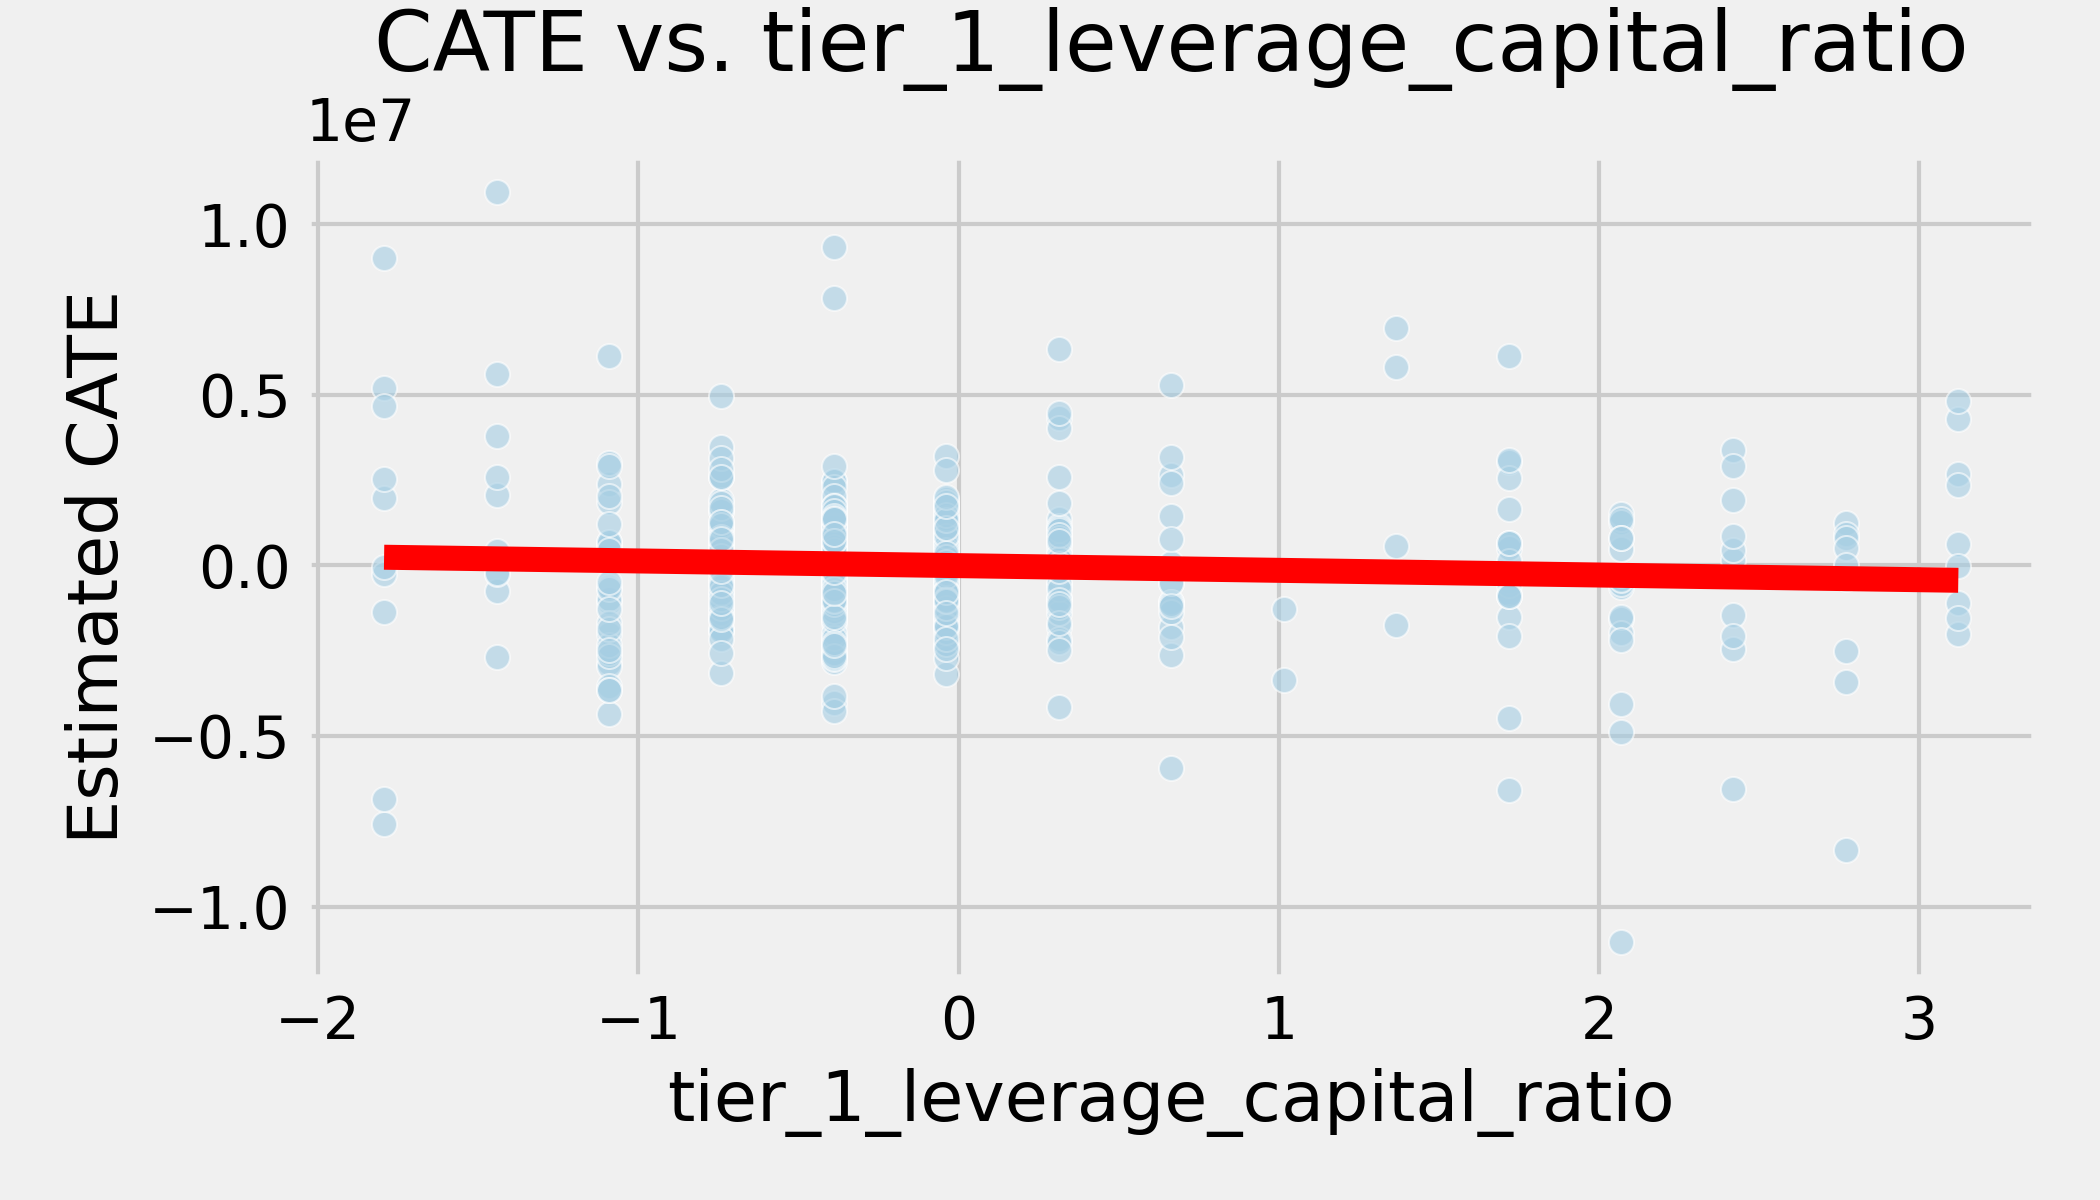 CATE vs. tier_1_leverage_capital_ratio
1e7
1.0
0.5
0.0
−0.5
−1.0
Estimated CATE
−2 −1 0 1 2 3
tier_1_leverage_capital_ratio